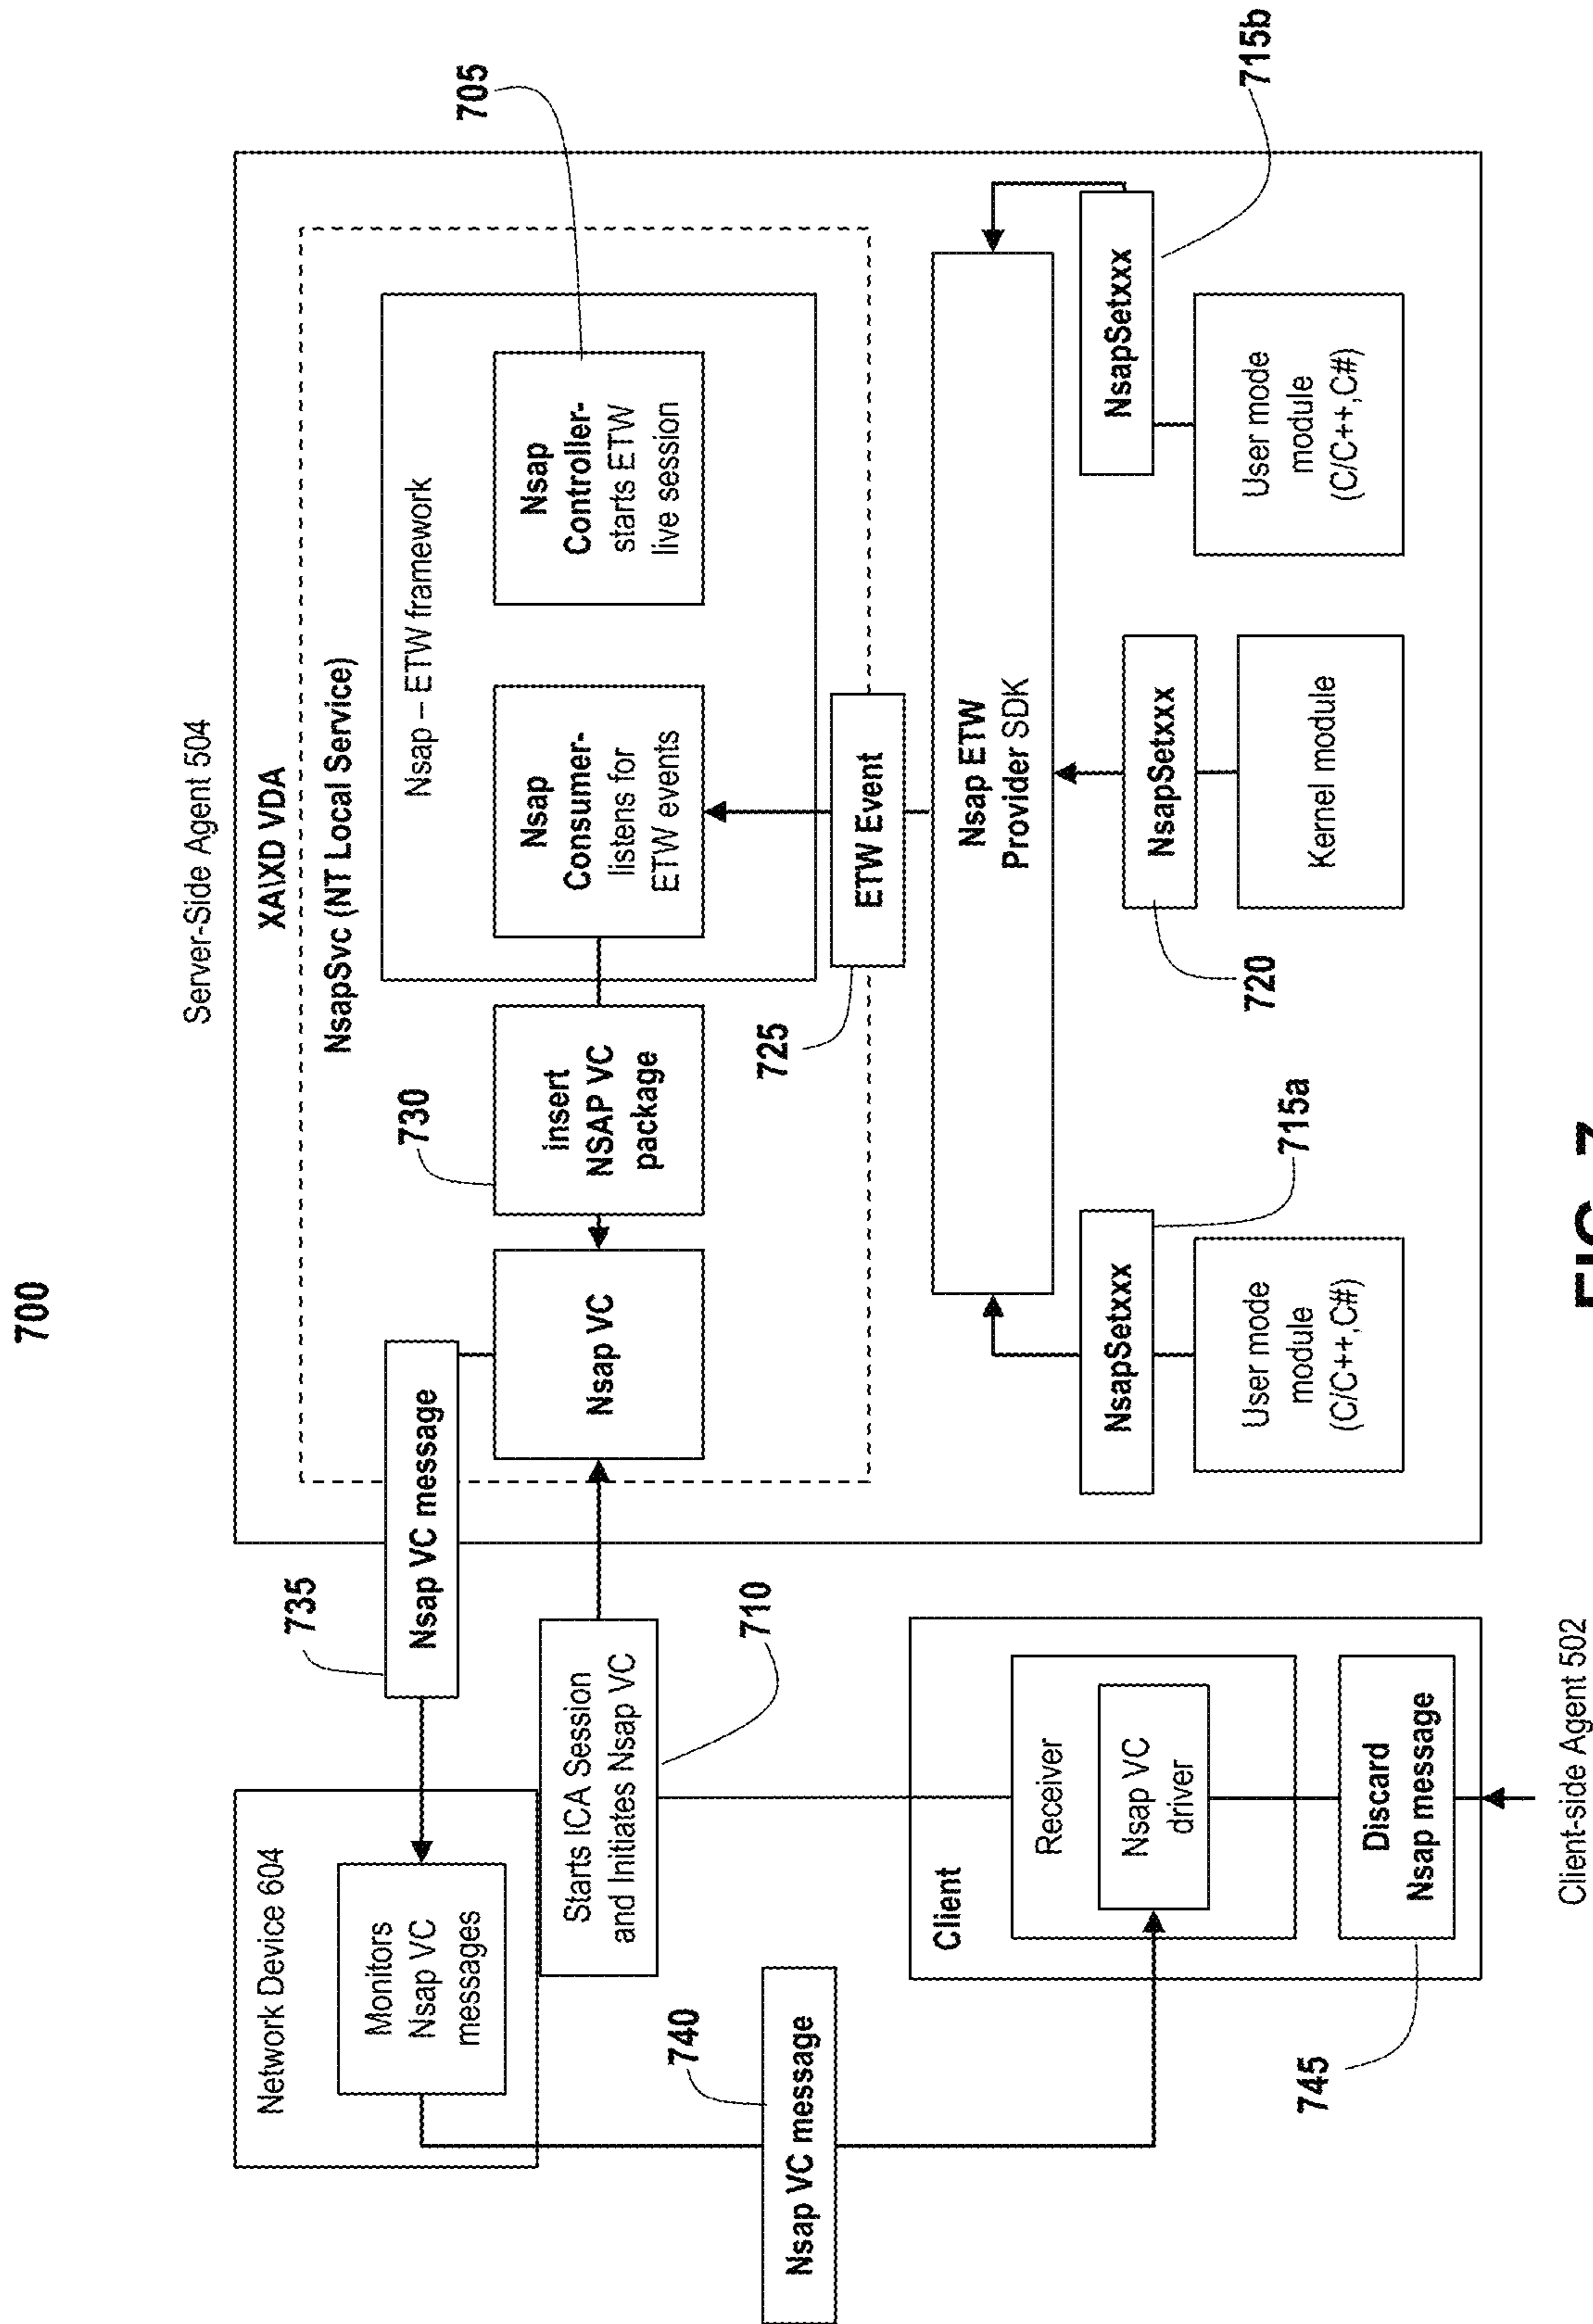 700
Server-Side Agent 504
XA\XD VDA
NsapSvc (NT Local Service)
Nsap – ETW framework
Nsap
Controller-
starts ETW
live session
705
Nsap
Consumer-
listens for
ETW events
insert
NSAP VC
package
730
Nsap VC
Nsap VC message
735
Network Device 604
Monitors
Nsap VC
messages
Starts ICA Session
and Initiates Nsap VC
710
Nsap VC message
740
Client
Receiver
Nsap VC
driver
Discard
Nsap message
745
Client-side Agent 502
ETW Event
725
Nsap ETW
Provider SDK
NsapSetxxx
715a
User mode
module
(C/C++,C#)
NsapSetxxx
720
Kernel module
NsapSetxxx
715b
User mode
module
(C/C++,C#)
FIG. 7